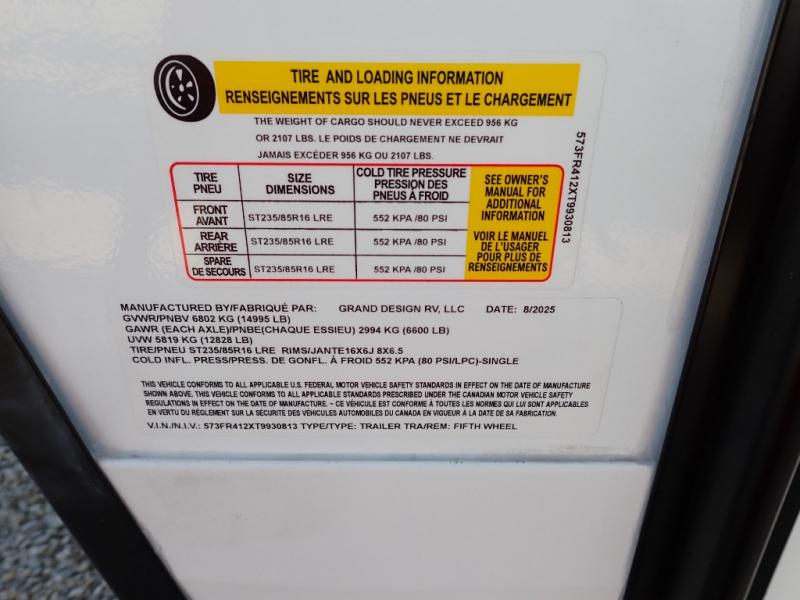 TIRE AND LOADING INFORMATION
RENSEIGNEMENTS SUR LES PNEUS ET LE CHARGEMENT
THE WEIGHT OF CARGO SHOULD NEVER EXCEED 956 KG
OR 2107 LBS. LE POIDS DE CHARGEMENT NE DEVRAIT
JAMAIS EXCÉDER 956 KG OU 2107 LBS.
TIRE
PNEU
SIZE
DIMENSIONS
COLD TIRE PRESSURE
PRESSION DES
PNEUS À FROID
FRONT
AVANT
ST235/85R16 LRE
552 KPA /80 PSI
REAR
ARRIÈRE
ST235/85R16 LRE
552 KPA /80 PSI
SPARE
DE SECOURS
ST235/85R16 LRE
552 KPA /80 PSI
SEE OWNER'S
MANUAL FOR
ADDITIONAL
INFORMATION
VOIR LE MANUEL
DE L'USAGER
POUR PLUS DE
RENSEIGNEMENTS
573FR412XT9930813
MANUFACTURED BY/FABRIQUÉ PAR: GRAND DESIGN RV, LLC DATE: 8/2025
GVWR/PNBV 6802 KG (14995 LB)
GAWR (EACH AXLE)/PNBE(CHAQUE ESSIEU) 2994 KG (6600 LB)
UVW 5819 KG (12828 LB)
TIRE/PNEU ST235/85R16 LRE RIMS/JANTE16X6J 8X6.5
COLD INFL. PRESS/PRESS. DE GONFL. À FROID 552 KPA (80 PSI/LPC)-SINGLE
THIS VEHICLE CONFORMS TO ALL APPLICABLE U.S. FEDERAL MOTOR VEHICLE SAFETY STANDARDS IN EFFECT ON THE DATE OF MANUFACTURE
SHOWN ABOVE. THIS VEHICLE CONFORMS TO ALL APPLICABLE STANDARDS PRESCRIBED UNDER THE CANADIAN MOTOR VEHICLE SAFETY
REGULATIONS IN EFFECT ON THE DATE OF MANUFACTURE. ~ CE VÉHICULE EST CONFORME À TOUTES LES NORMES QUI LUI SONT APPLICABLES
EN VERTU DU RÈGLEMENT SUR LA SÉCURITÉ DES VÉHICULES AUTOMOBILES DU CANADA EN VIGUEUR À LA DATE DE SA FABRICATION.
V.I.N./N.I.V.: 573FR412XT9930813 TYPE/TYPE: TRAILER TRA/REM: FIFTH WHEEL